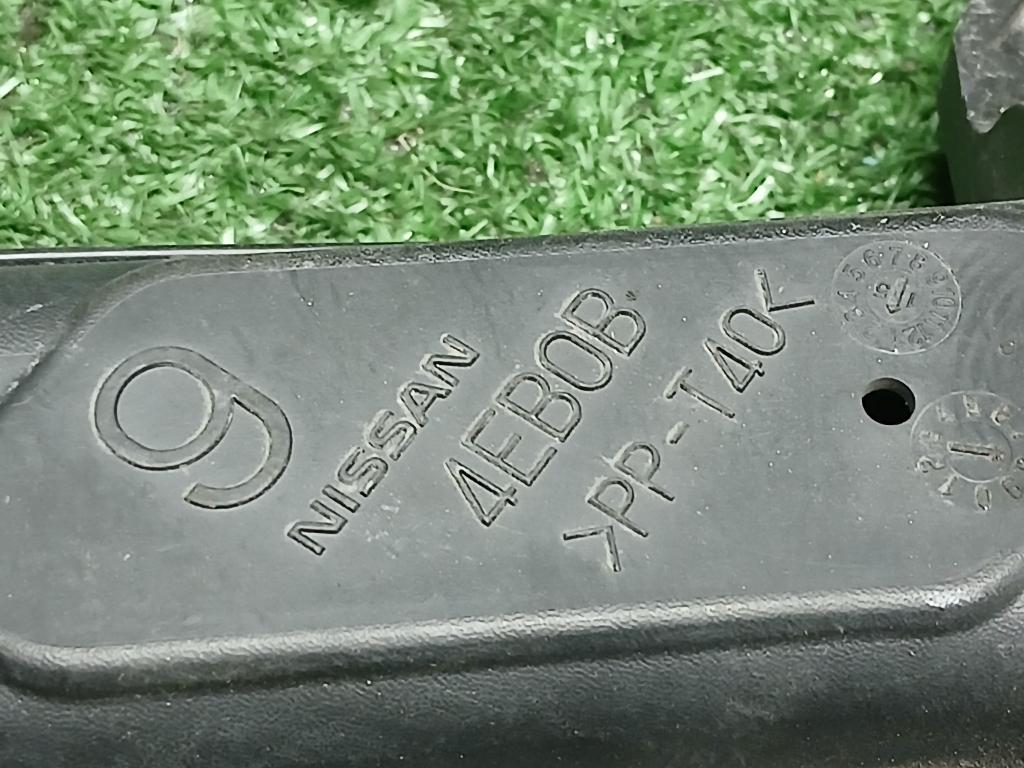 9
NISSAN
4EB0B
>PP-T40<